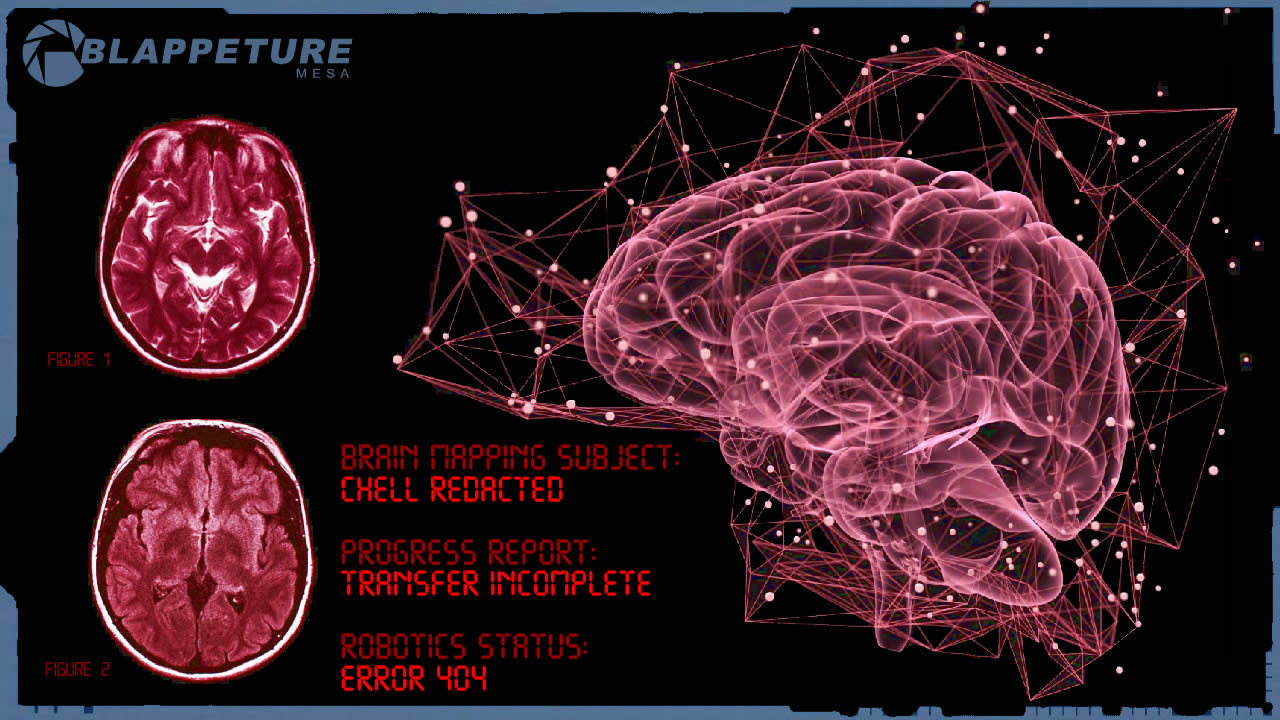 BLAPPETURE
MESA
FIGURE 1
BRAIN MAPPING SUBJECT:
CHELL REDACTED
PROGRESS REPORT:
TRANSFER INCOMPLETE
ROBOTICS STATUS:
ERROR 404
FIGURE 2